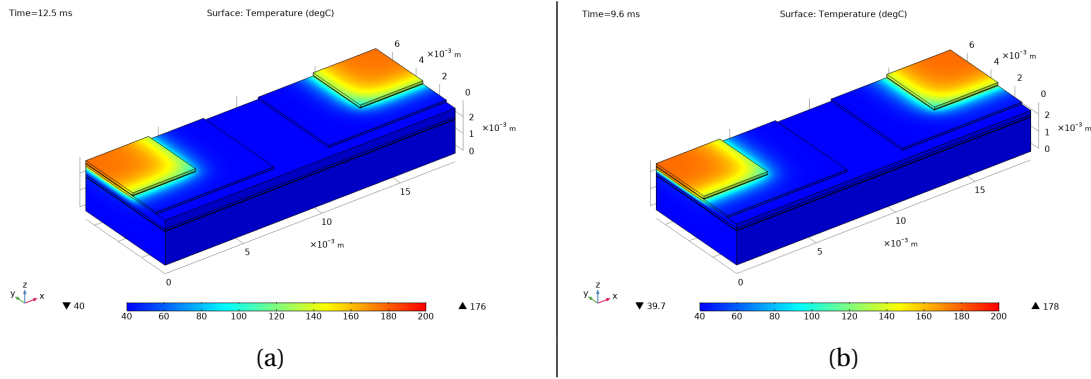 Time=12.5 ms Surface: Temperature (degC)
6
×10⁻³ m
4
2
0
2
1
×10⁻³ m
0
15
10
×10⁻³ m
5
0
z
y x
▼ 40
40 60 80 100 120 140 160 180 200
▲ 176
(a)
Time=9.6 ms Surface: Temperature (degC)
6
×10⁻³ m
4
2
0
2
1
×10⁻³ m
0
15
10
×10⁻³ m
5
0
z
y x
▼ 39.7
40 60 80 100 120 140 160 180 200
▲ 178
(b)